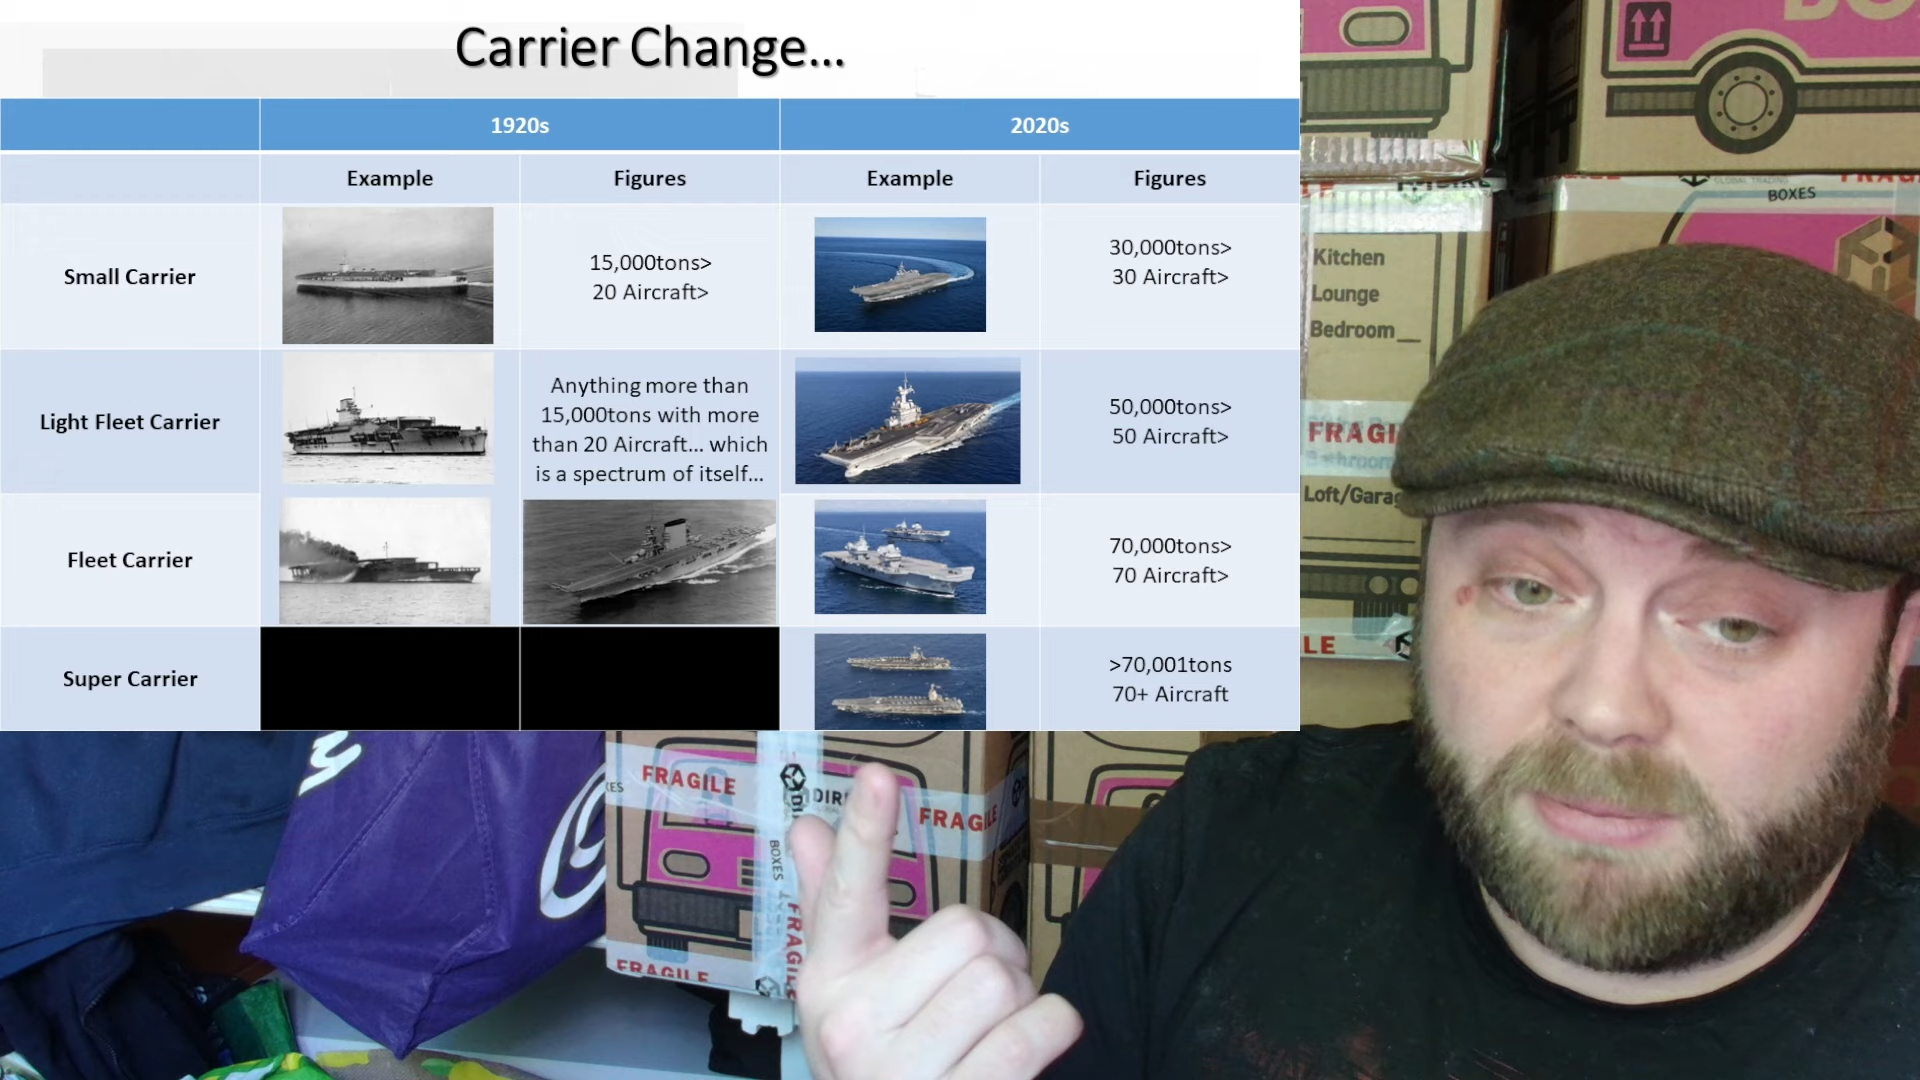 Carrier Change...
1920s
2020s
Example
Figures
Example
Figures
Small Carrier
15,000tons>
20 Aircraft>
30,000tons>
30 Aircraft>
Light Fleet Carrier
Anything more than
15,000tons with more
than 20 Aircraft... which
is a spectrum of itself...
50,000tons>
50 Aircraft>
Fleet Carrier
70,000tons>
70 Aircraft>
Super Carrier
>70,001tons
70+ Aircraft
BOXES
Kitchen
Lounge
Bedroom__
FRAGI
Loft/Garag
LE
FRAGILE
DIR
FRAGILE
BOXES
FRAGILE
FRAGILE